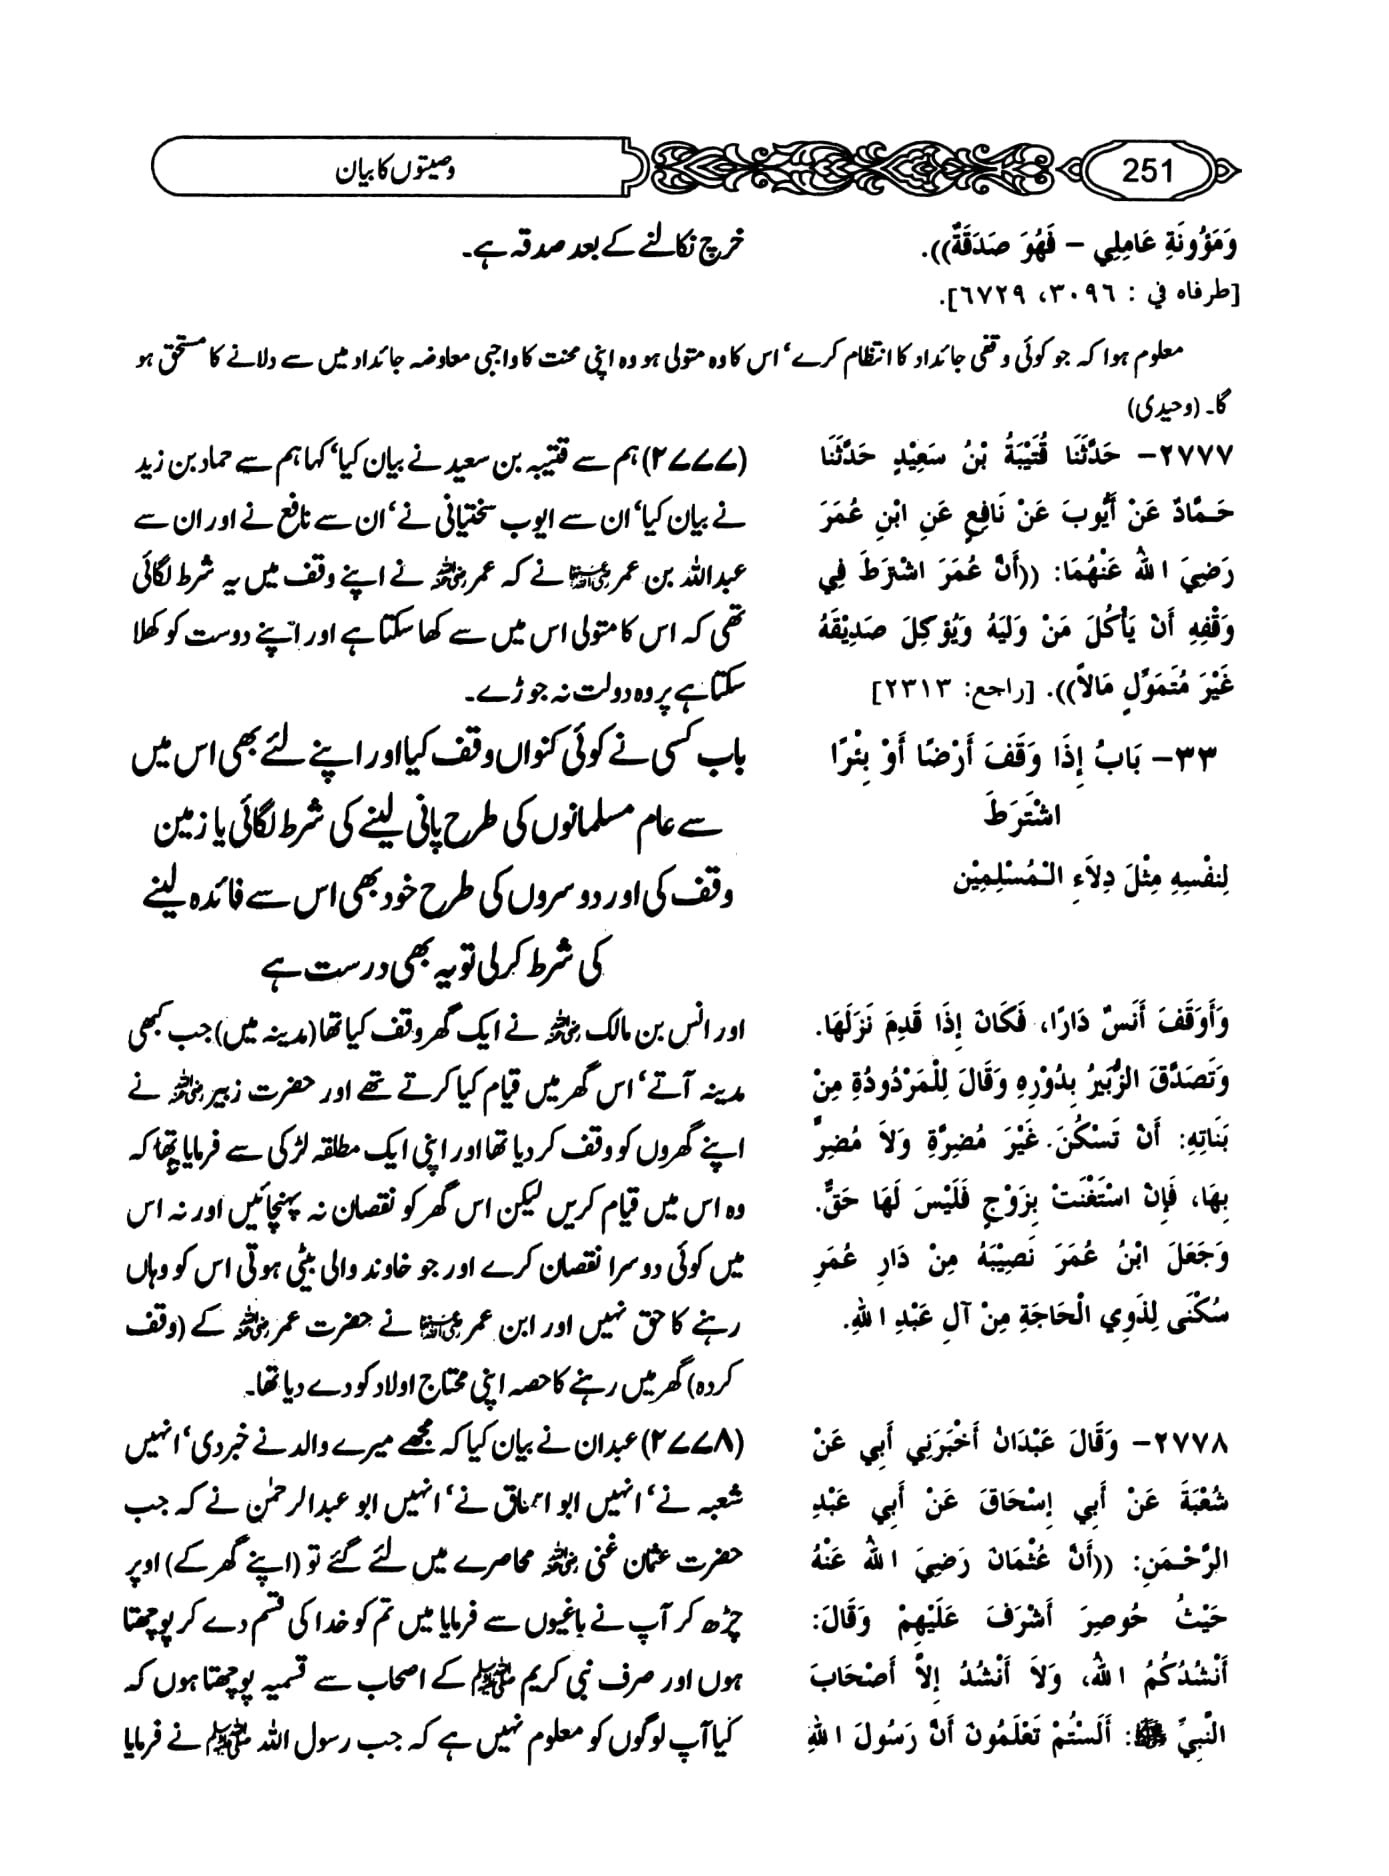 251
وصیتوں کا بیان
وَمَؤُونَةِ عَامِلِي – فَهُوَ صَدَقَةٌ)).
[طرفاه في : ٣٠٩٦، ٦٧٢٩].
خرچ نکالنے کے بعد صدقہ ہے۔
معلوم ہوا کہ جو کوئی وقفی جائداد کا انتظام کرے‘ اس کا وہ متولی ہو وہ اپنی محنت کا واجبی معاوضہ جائداد میں سے دلانے کا مستحق ہو
گا۔ (وحیدی)
٢٧٧٧– حَدَّثَنَا قُتَيْبَةُ بْنُ سَعِيْدٍ حَدَّثَنَا
حَمَّادٌ عَنْ أَيُّوبَ عَنْ نَافِعٍ عَنِ ابْنِ عُمَرَ
رَضِيَ اللهُ عَنْهُمَا: ((أَنَّ عُمَرَ اشْتَرَطَ فِي
وَقْفِهِ أَنْ يَأْكُلَ مَنْ وَلِيَهُ وَيُؤْكِلَ صَدِيْقَهُ
غَيْرَ مُتَمَوِّلٍ مَالاً)). [راجع: ٢٣١٣]
(۲۷۷۷) ہم سے قتیبہ بن سعید نے بیان کیا‘ کہا ہم سے حماد بن زید
نے بیان کیا‘ ان سے ایوب سختیانی نے‘ ان سے نافع نے اور ان سے
عبداللہ بن عمر رضی اللہ عنہما نے کہ عمر رضی اللہ عنہ نے اپنے وقف میں یہ شرط لگائی
تھی کہ اس کا متولی اس میں سے کھا سکتا ہے اور اپنے دوست کو کھلا
سکتا ہے پر وہ دولت نہ جوڑے۔
٣٣– بَابُ إِذَا وَقَفَ أَرْضًا أَوْ بِئْرًا
اشْتَرَطَ
لِنَفْسِهِ مِثْلَ دِلاَءِ الْمُسْلِمِيْن
باب کسی نے کوئی کنواں وقف کیا اور اپنے لئے بھی اس میں
سے عام مسلمانوں کی طرح پانی لینے کی شرط لگائی یا زمین
وقف کی اور دوسروں کی طرح خود بھی اس سے فائدہ لینے
کی شرط کر لی تو یہ بھی درست ہے
وَأَوْقَفَ أَنَسٌ دَارًا، فَكَانَ إِذَا قَدِمَ نَزَلَهَا.
وَتَصَدَّقَ الزُّبَيْرُ بِدُوْرِهِ وَقَالَ لِلْمَرْدُودَةِ مِنْ
بَنَاتِهِ: أَنْ تَسْكُنَ غَيْرَ مُضِرَّةٍ وَلاَ مُضِرٍّ
بِهَا، فَإِنْ اسْتَغْنَتْ بِزَوْجٍ فَلَيْسَ لَهَا حَقٌّ.
وَجَعَلَ ابْنُ عُمَرَ نَصِيْبَهُ مِنْ دَارِ عُمَرَ
سُكْنَى لِذَوِي الْحَاجَةِ مِنْ آلِ عَبْدِ اللهِ.
اور انس بن مالک رضی اللہ عنہ نے ایک گھر وقف کیا تھا (مدینہ میں) جب کبھی
مدینہ آتے‘ اس گھر میں قیام کیا کرتے تھے اور حضرت زبیر رضی اللہ عنہ نے
اپنے گھروں کو وقف کر دیا تھا اور اپنی ایک مطلقہ لڑکی سے فرمایا تھا کہ
وہ اس میں قیام کریں لیکن اس گھر کو نقصان نہ پہنچائیں اور نہ اس
میں کوئی دوسرا نقصان کرے اور جو خاوند والی بیٹی ہوتی اس کو وہاں
رہنے کا حق نہیں اور ابن عمر رضی اللہ عنہما نے حضرت عمر رضی اللہ عنہ کے (وقف
کردہ) گھر میں رہنے کا حصہ اپنی محتاج اولاد کو دے دیا تھا۔
٢٧٧٨– وَقَالَ عَبْدَانُ أَخْبَرَنِي أَبِي عَنْ
شُعْبَةَ عَنْ أَبِي إِسْحَاقَ عَنْ أَبِي عَبْدِ
الرَّحْمَنِ: ((أَنَّ عُثْمَانَ رَضِيَ اللهُ عَنْهُ
حَيْثُ حُوصِرَ أَشْرَفَ عَلَيْهِمْ وَقَالَ:
أَنْشُدُكُمُ اللهَ، وَلاَ أَنْشُدُ إِلاَّ أَصْحَابَ
النَّبِيِّ ﷺ: أَلَسْتُمْ تَعْلَمُونَ أَنَّ رَسُولَ اللهِ
(۲۷۷۸) عبدان نے بیان کیا کہ مجھے میرے والد نے خبر دی‘ انہیں
شعبہ نے‘ انہیں ابو اسحاق نے‘ انہیں ابو عبدالرحمٰن نے کہ جب
حضرت عثمان غنی رضی اللہ عنہ محاصرے میں لئے گئے تو (اپنے گھر کے) اوپر
چڑھ کر آپ نے باغیوں سے فرمایا میں تم کو خدا کی قسم دے کر پوچھتا
ہوں اور صرف نبی کریم ﷺ کے اصحاب سے قسمیہ پوچھتا ہوں کہ
کیا آپ لوگوں کو معلوم نہیں ہے کہ جب رسول اللہ ﷺ نے فرمایا